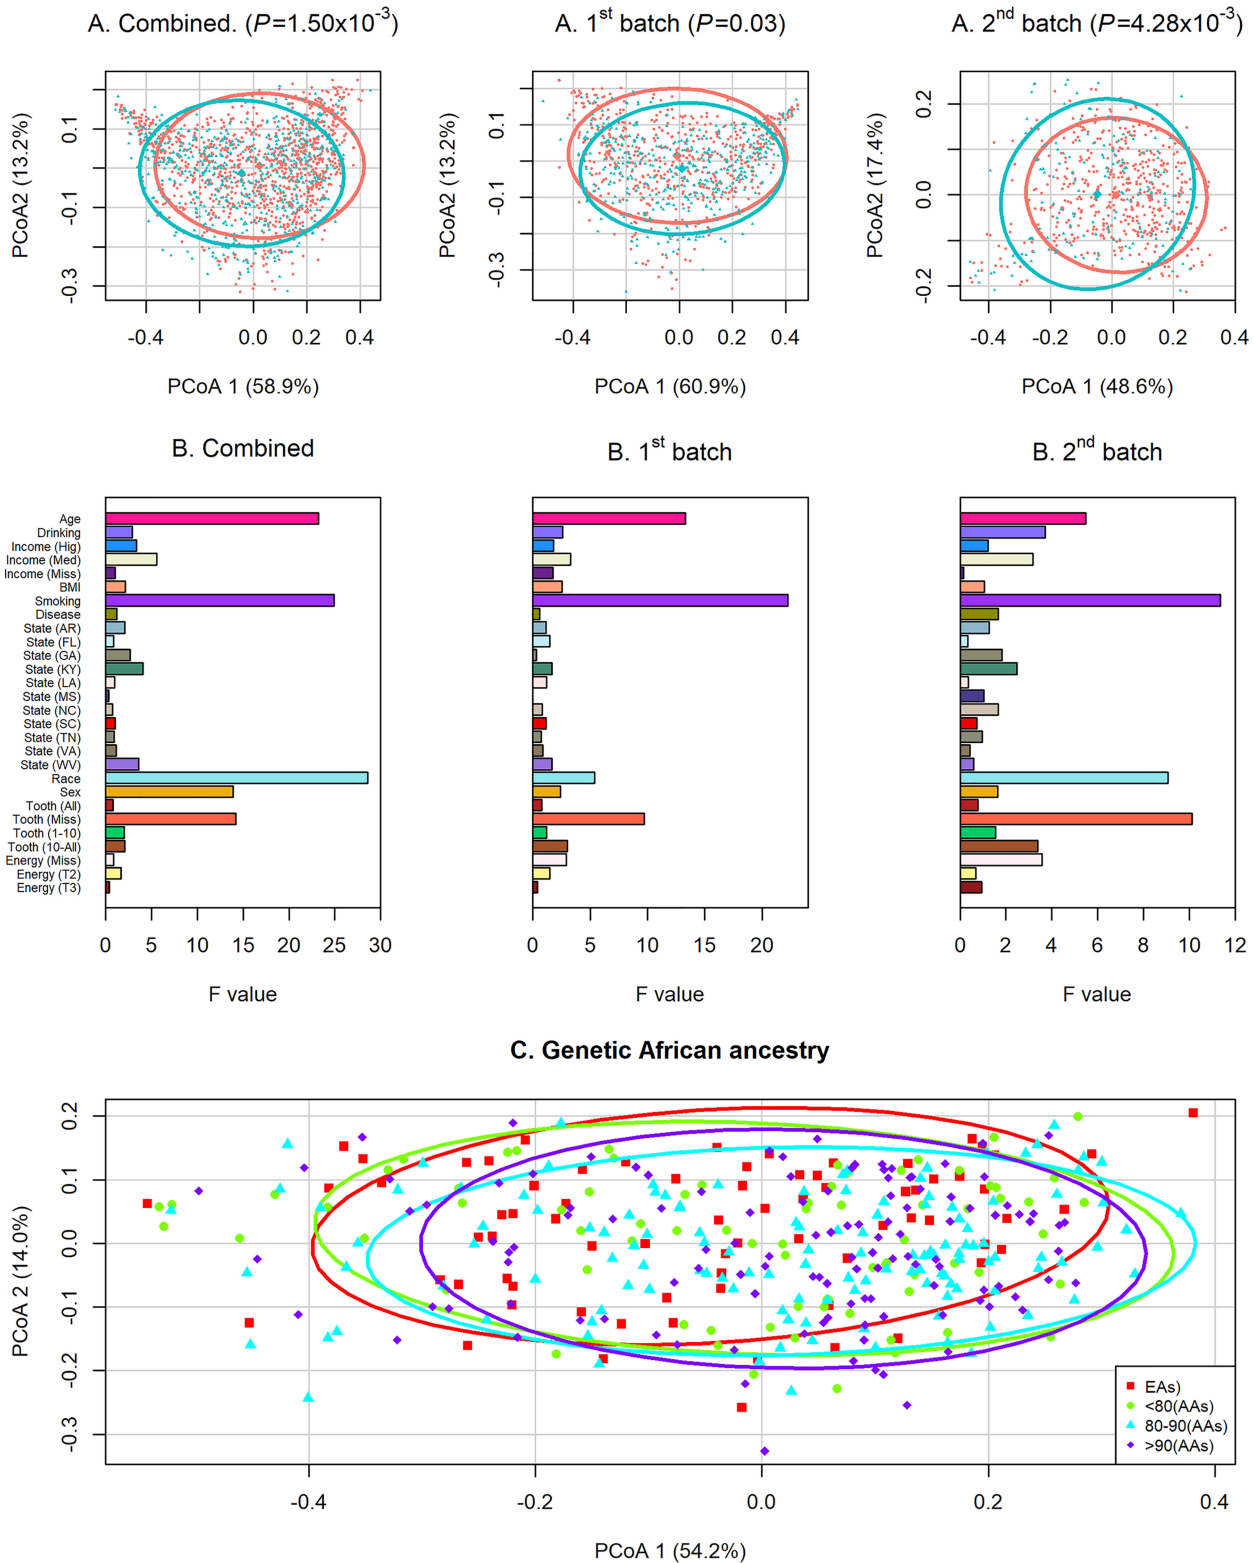 A. Combined. (P=1.50x10-3)
A. 1st batch (P=0.03)
A. 2nd batch (P=4.28x10-3)
PCoA2 (13.2%)
0.1
-0.1
-0.3
-0.4
0.0
0.2
0.4
PCoA 1 (58.9%)
PCoA2 (13.2%)
0.1
-0.1
-0.3
-0.4
0.0
0.2
0.4
PCoA 1 (60.9%)
PCoA2 (17.4%)
0.2
0.0
-0.2
-0.4
-0.2
0.0
0.2
0.4
PCoA 1 (48.6%)
B. Combined
B. 1st batch
B. 2nd batch
Age
Drinking
Income (Hig)
Income (Med)
Income (Miss)
BMI
Smoking
Disease
State (AR)
State (FL)
State (GA)
State (KY)
State (LA)
State (MS)
State (NC)
State (SC)
State (TN)
State (VA)
State (WV)
Race
Sex
Tooth (All)
Tooth (Miss)
Tooth (1-10)
Tooth (10-All)
Energy (Miss)
Energy (T2)
Energy (T3)
0 5 10 15 20 25 30
F value
0 5 10 15 20
F value
0 2 4 6 8 10 12
F value
C. Genetic African ancestry
PCoA 2 (14.0%)
0.2
0.1
0.0
-0.1
-0.2
-0.3
EAs)
<80(AAs)
80-90(AAs)
>90(AAs)
-0.4
-0.2
0.0
0.2
0.4
PCoA 1 (54.2%)